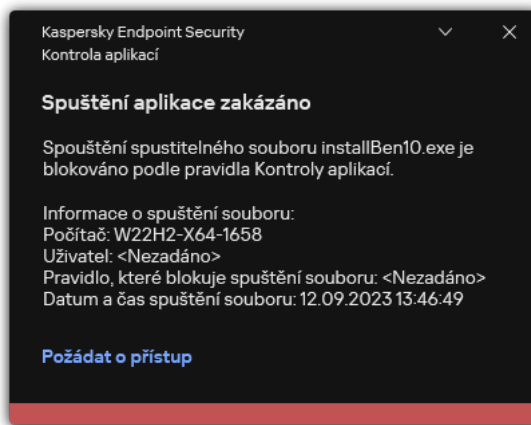 Kaspersky Endpoint Security
Kontrola aplikací
Spuštění aplikace zakázáno
Spouštění spustitelného souboru installBen10.exe je
blokováno podle pravidla Kontroly aplikací.
Informace o spuštění souboru:
Počítač: W22H2-X64-1658
Uživatel: <Nezadáno>
Pravidlo, které blokuje spuštění souboru: <Nezadáno>
Datum a čas spuštění souboru: 12.09.2023 13:46:49
Požádat o přístup